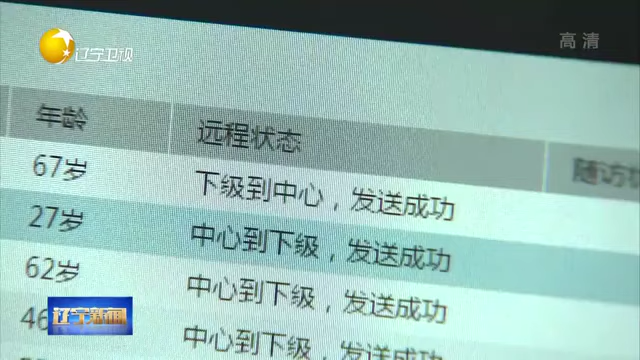 辽宁卫视
高清
年龄 远程状态 随访
67岁 下级到中心，发送成功
27岁 中心到下级，发送成功
62岁 中心到下级，发送成功
46 中心到下级，发送成功
辽宁新闻